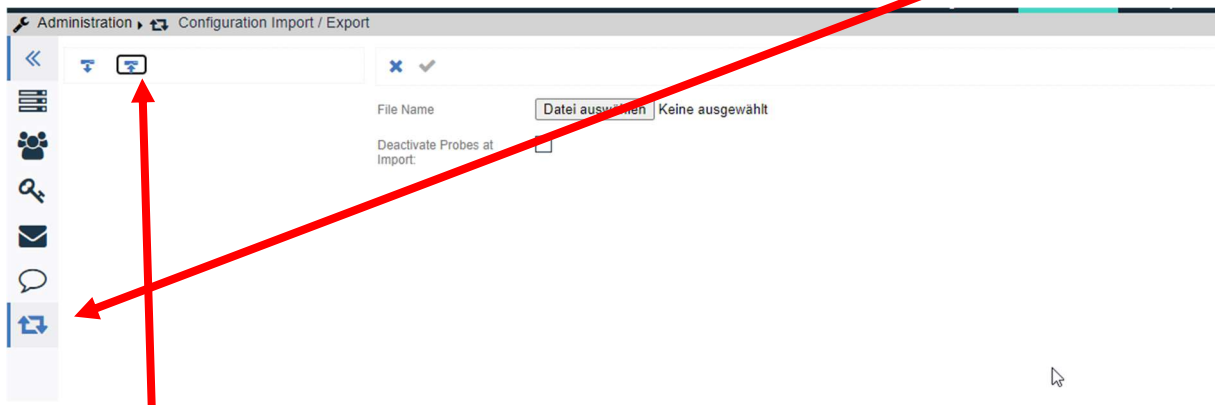 Administration Configuration Import / Export
File Name Datei auswählen Keine ausgewählt
Deactivate Probes at
Import: